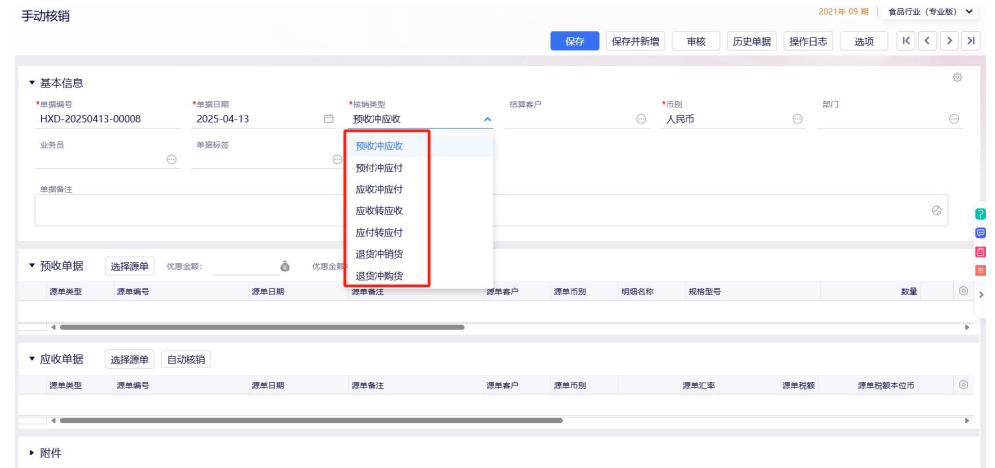 手动核销
2021年 09 期 食品行业（专业版）
保存 保存并新增 审核 历史单据 操作日志 选项
基本信息
*单据编号 *单据日期 *核销类型 结算客户 *币别 部门
HXD-20250413-00008 2025-04-13 预收冲应收 人民币
业务员 单据标签
预收冲应收
预付冲应付
应收冲应付
应收转应收
应付转应付
退货冲销货
退货冲购货
单据备注
预收单据 选择源单 优惠金额: 优惠金额
源单类型 源单编号 源单日期 源单备注 源单客户 源单币别 明细名称 规格型号 数量
应收单据 选择源单 自动核销
源单类型 源单编号 源单日期 源单备注 源单客户 源单币别 源单汇率 源单税额 源单税额本位币
附件